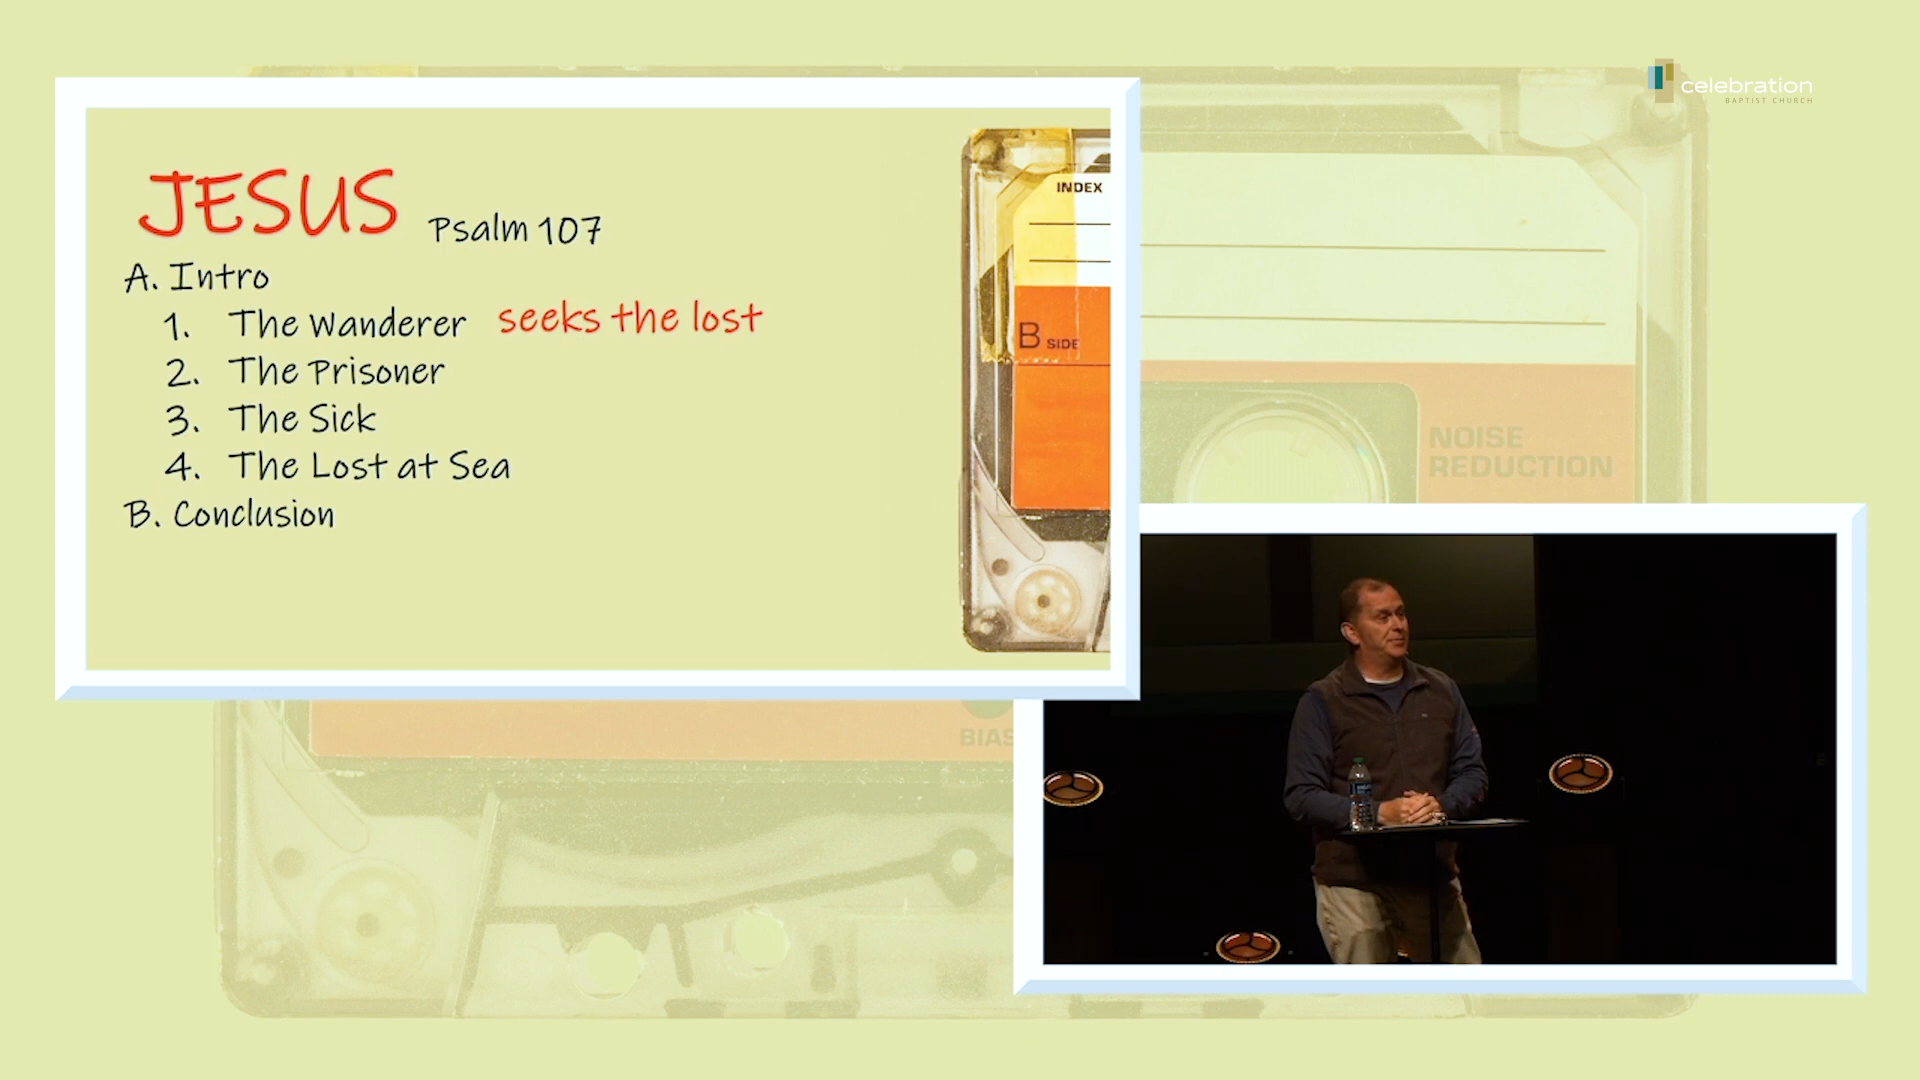 celebration
BAPTIST CHURCH
JESUS Psalm 107
A. Intro
1. The Wanderer seeks the lost
2. The Prisoner
3. The Sick
4. The Lost at Sea
B. Conclusion
INDEX
B SIDE
NOISE
REDUCTION
BIAS